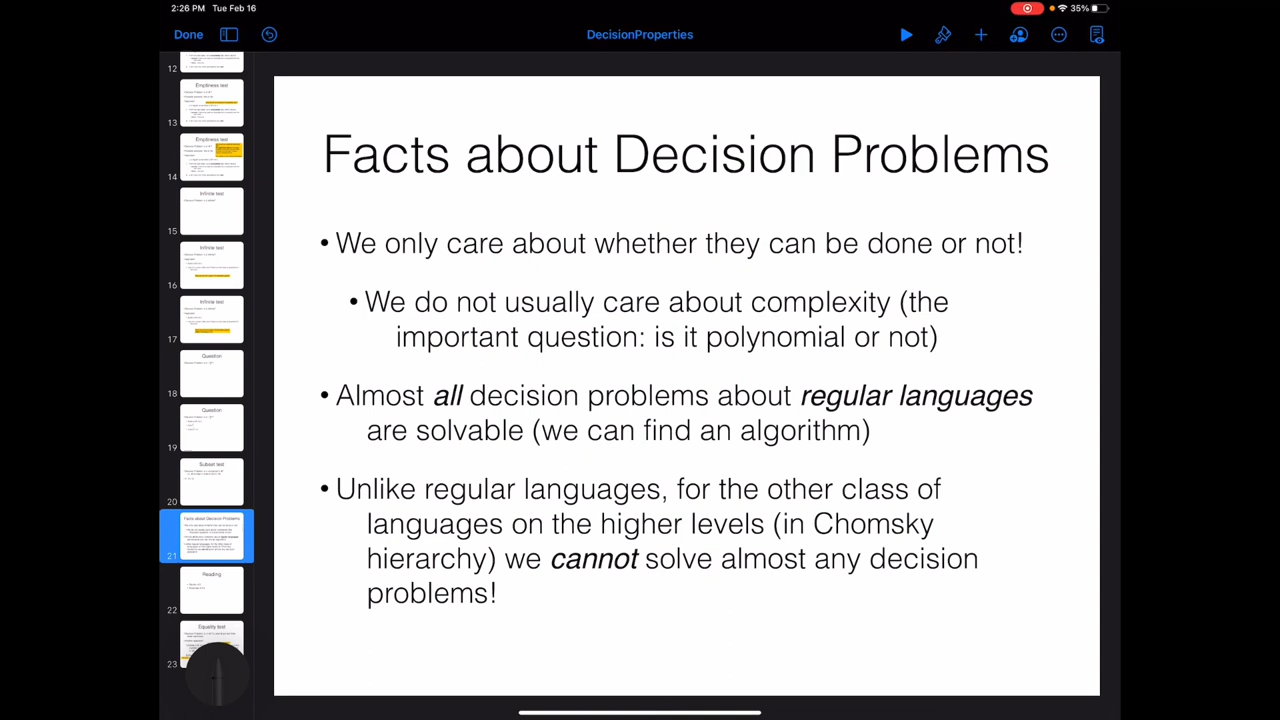 2:26 PM Tue Feb 16
35%
Done
DecisionProperties
12
Emptiness test
13
Emptiness test
14
Infinite test
15
Infinite test
16
Infinite test
17
Question
18
Question
19
Subset test
20
Facts about Decision Problems
21
Reading
22
Equality test
23
Facts about Decision Problems
• We only care about whether they can be done or not!
• We do not usually care about complexity (the
important question: is it polynomial or not)
• Almost all decision problems about regular languages
are solvable (we can find an algorithm)
• Unlike regular languages, for the other class of
languages on the higher levels (in Chomsky
hierarchy) we cannot solve almost any decision
problems!